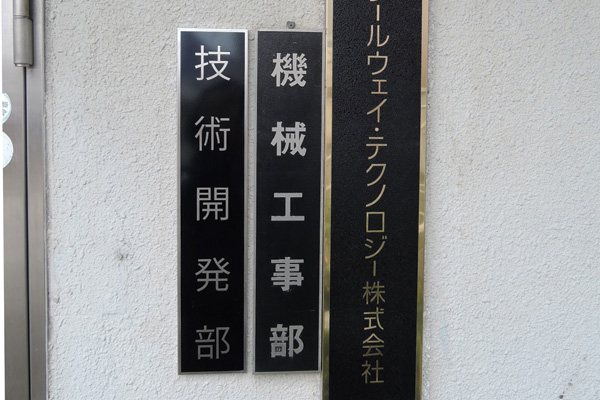 ールウェイ・テクノロジー株式会社
機械工事部
技術開発部